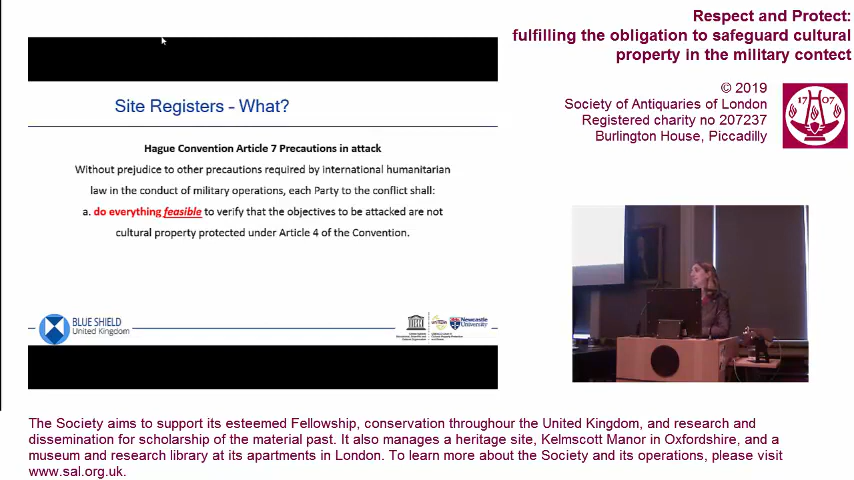 Respect and Protect:
fulfilling the obligation to safeguard cultural
property in the military contect
© 2019
Society of Antiquaries of London
Registered charity no 207237
Burlington House, Piccadilly
17 07
Site Registers – What?
Hague Convention Article 7 Precautions in attack
Without prejudice to other precautions required by international humanitarian
law in the conduct of military operations, each Party to the conflict shall:
a. do everything feasible to verify that the objectives to be attacked are not
cultural property protected under Article 4 of the Convention.
BLUE SHIELD
United Kingdom
Newcastle
University
The Society aims to support its esteemed Fellowship, conservation throughour the United Kingdom, and research and
dissemination for scholarship of the material past. It also manages a heritage site, Kelmscott Manor in Oxfordshire, and a
museum and research library at its apartments in London. To learn more about the Society and its operations, please visit
www.sal.org.uk.